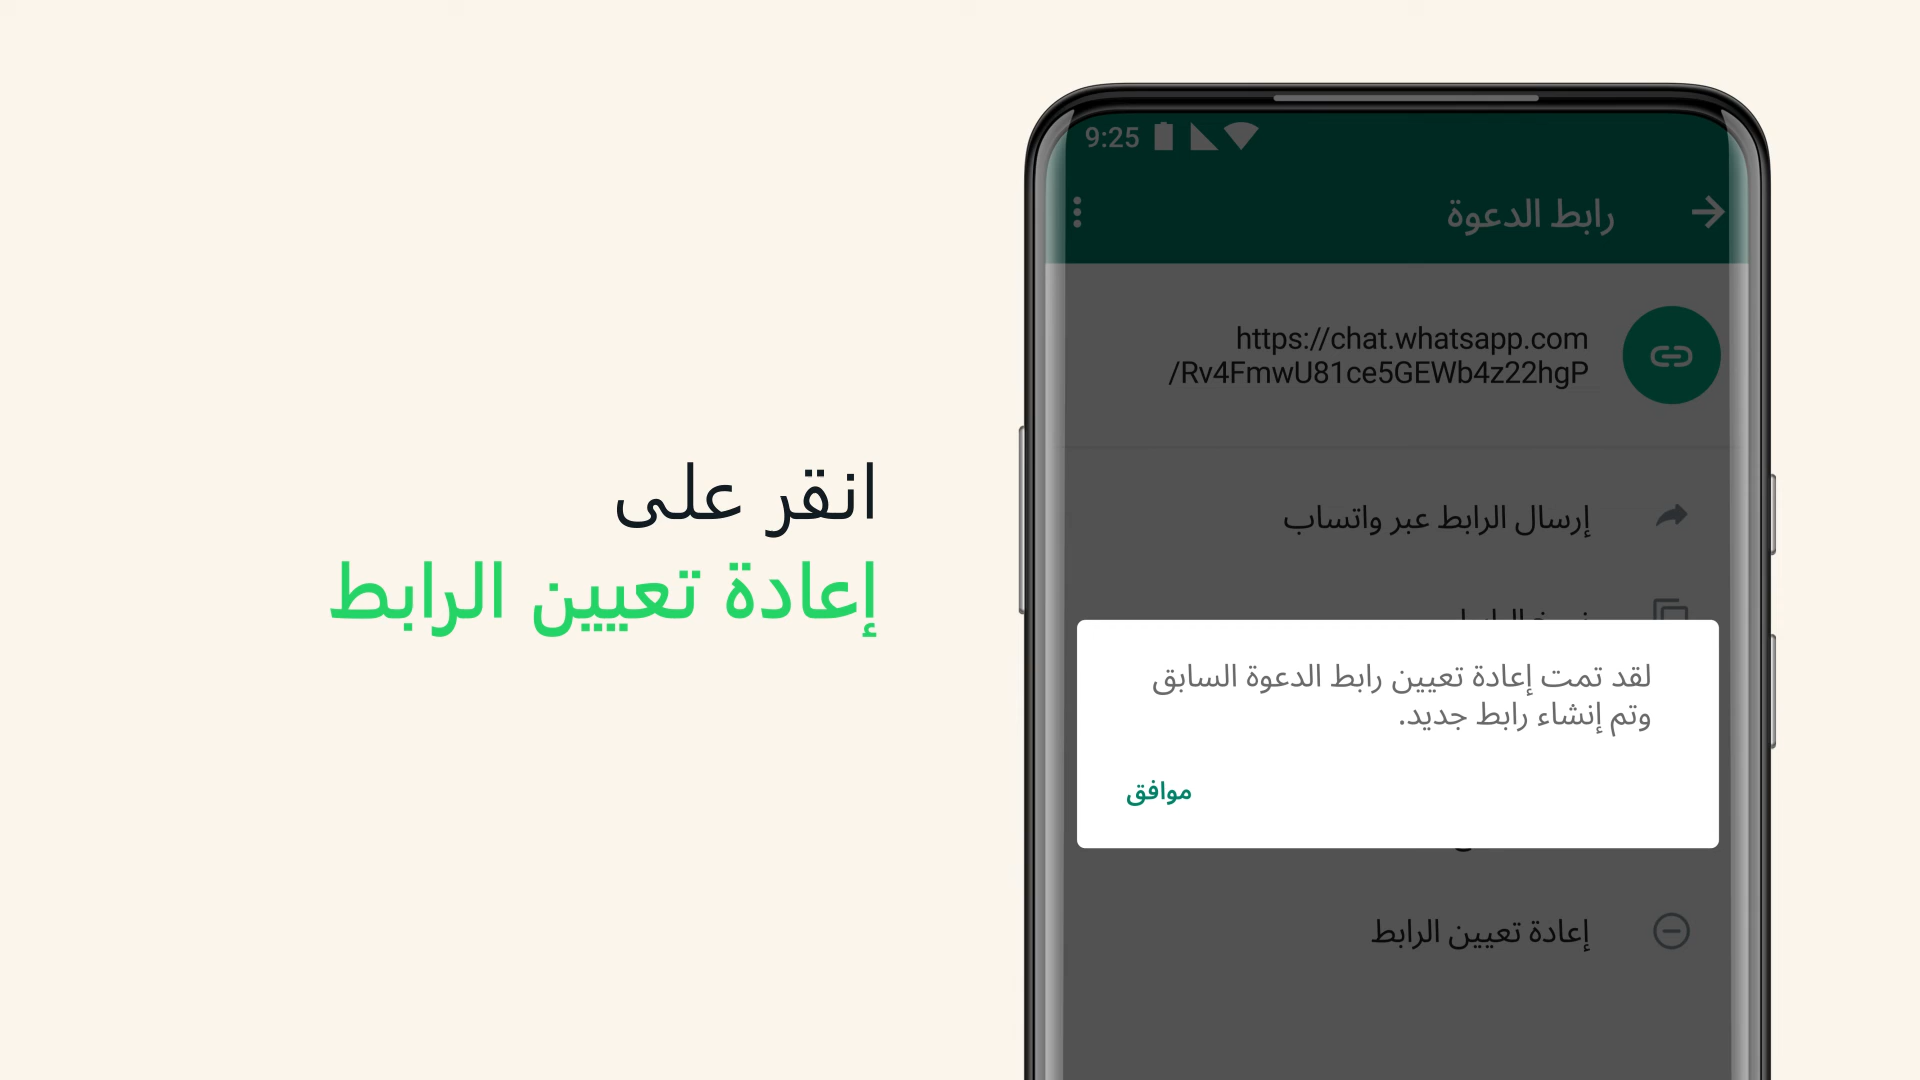 انقر على
إعادة تعيين الرابط
9:25
رابط الدعوة
https://chat.whatsapp.com
/Rv4FmwU81ce5GEWb4z22hgP
إرسال الرابط عبر واتساب
لقد تمت إعادة تعيين رابط الدعوة السابق
وتم إنشاء رابط جديد.
موافق
إعادة تعيين الرابط